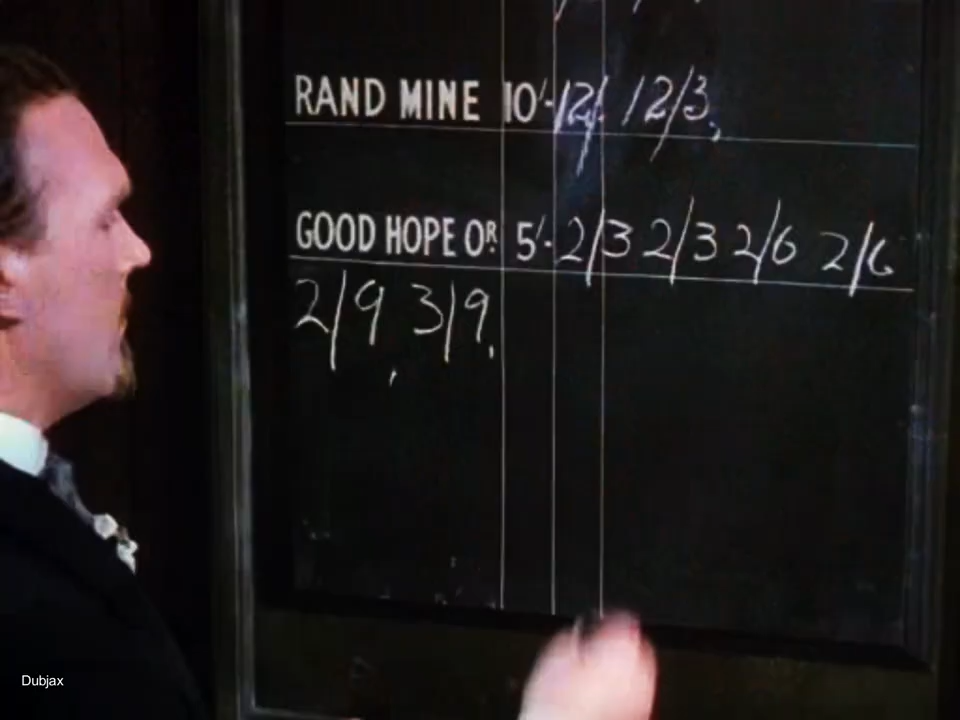 RAND MINE 10/- 12/. 12/3.
GOOD HOPE OR. 5/- 2/3 2/3 2/6 2/6
2/9 3/9.
Dubjax